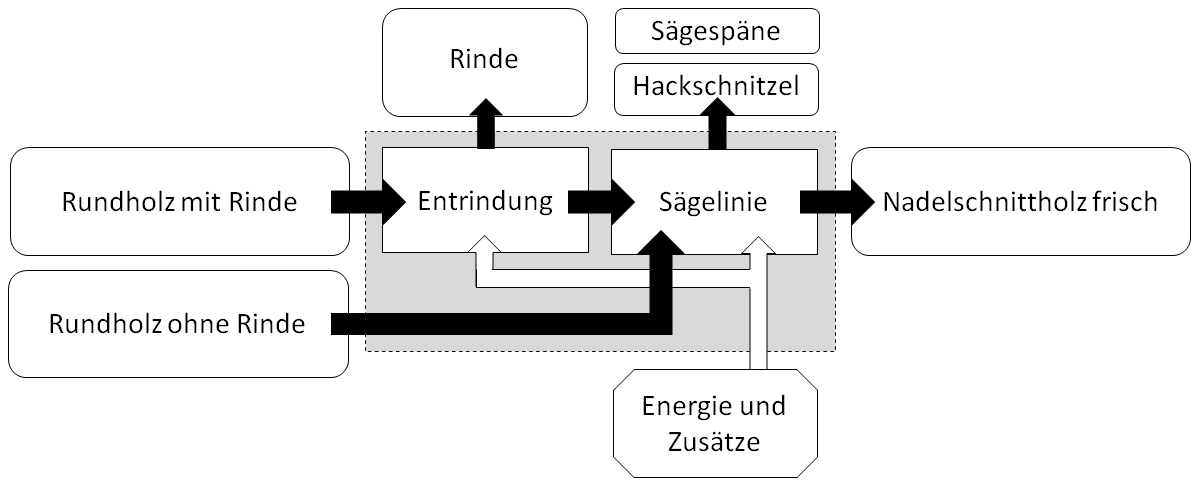 Rinde
Sägespäne
Hackschnitzel
Rundholz mit Rinde
Entrindung
Sägelinie
Nadelschnittholz frisch
Rundholz ohne Rinde
Energie und
Zusätze